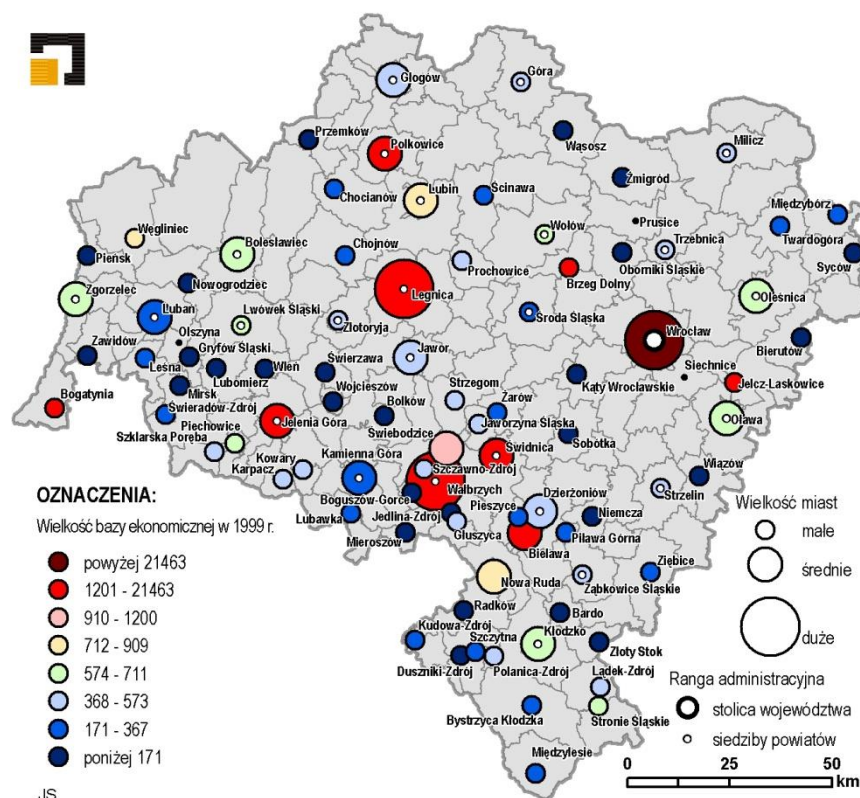 Głogów
Góra
Przemków
Polkowice
Wąsosz
Milicz
Żmigród
Lubin
Ścinawa
Chocianów
Międzybórz
Prusice
Węgliniec
Wołów
Twardogóra
Bolesławiec
Chojnów
Trzebnica
Pieńsk
Prochowice
Oborniki Śląskie
Syców
Brzeg Dolny
Nowogrodziec
Legnica
Zgorzelec
Oleśnica
Lubań
Lwówek Śląski
Środa Śląska
Złotoryja
Wrocław
Olszyna
Zawidów
Gryfów Śląski
Jawor
Bierutów
Leśna
Lubomierz
Wleń
Świerzawa
Siechnice
Mirsk
Wojcieszów
Strzegom
Kąty Wrocławskie
Jelcz-Laskowice
Bogatynia
Żarów
Świeradów-Zdrój
Bolków
Piechowice
Jelenia Góra
Jaworzyna Śląska
Oława
Szklarska Poręba
Świebodzice
Sobótka
Kamienna Góra
Świdnica
Kowary
Karpacz
Szczawno-Zdrój
Wiązów
Wałbrzych
Strzelin
Boguszów-Gorce
Dzierżoniów
Lubawka
Jedlina-Zdrój
Pieszyce
Niemcza
Mieroszów
Głuszyca
Piława Górna
Bielawa
Nowa Ruda
Ząbkowice Śląskie
Ziębice
Radków
Bardo
Kudowa-Zdrój
Szczytna
Kłodzko
Złoty Stok
Duszniki-Zdrój
Polanica-Zdrój
Lądek-Zdrój
Bystrzyca Kłodzka
Stronie Śląskie
Międzylesie
OZNACZENIA:
Wielkość bazy ekonomicznej w 1999 r.
powyżej 21463
1201 - 21463
910 - 1200
712 - 909
574 - 711
368 - 573
171 - 367
poniżej 171
JS
Wielkość miast
małe
średnie
duże
Ranga administracyjna
stolica województwa
siedziby powiatów
0 25 50
km